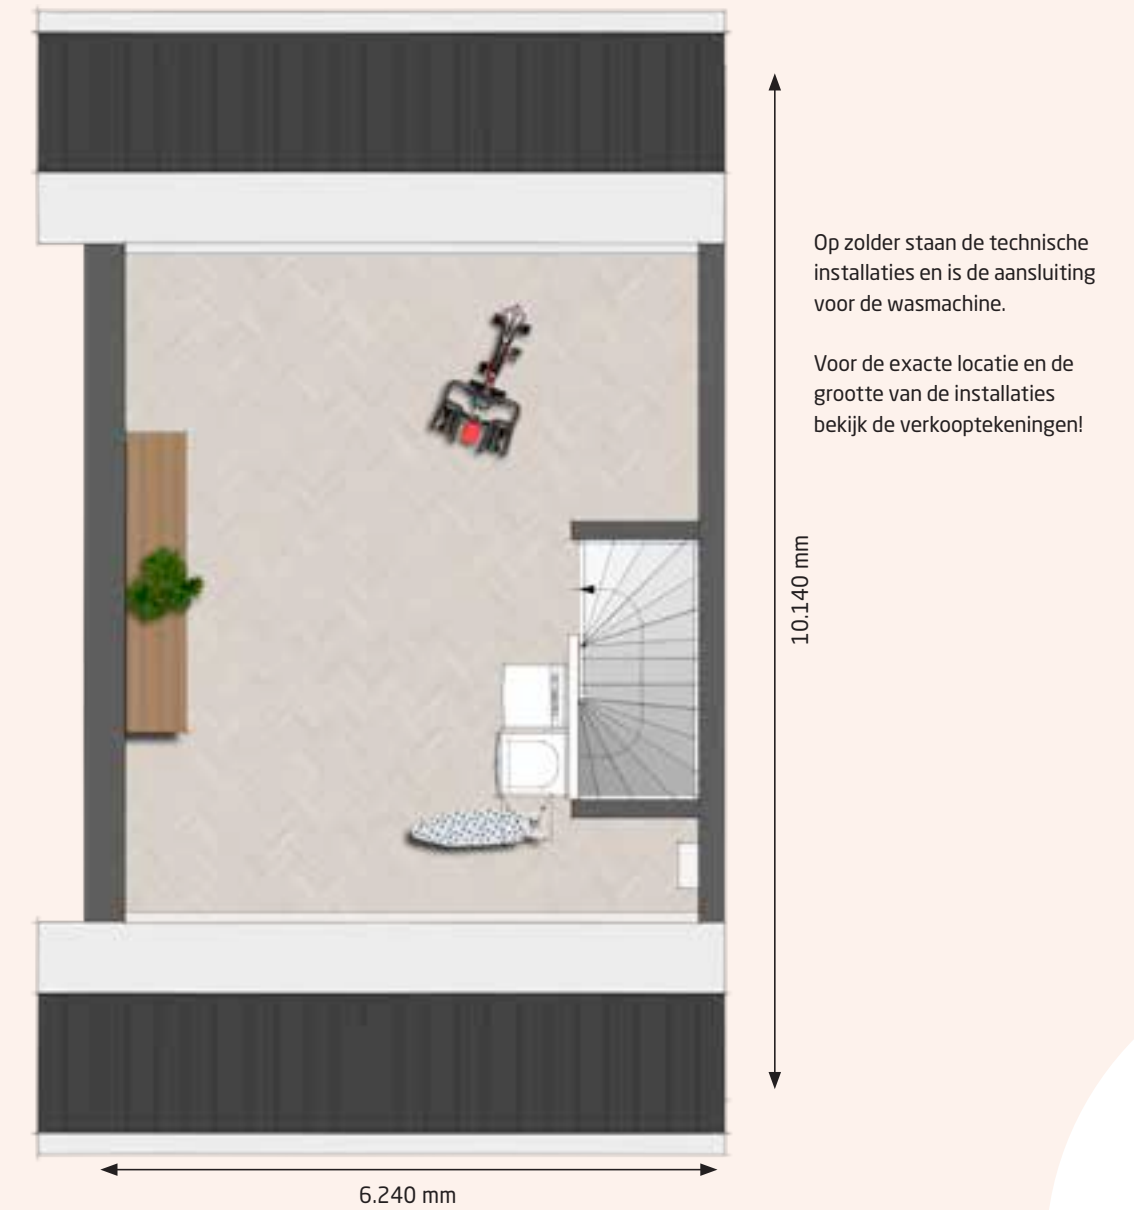 Op zolder staan de technische
installaties en is de aansluiting
voor de wasmachine.
Voor de exacte locatie en de
grootte van de installaties
bekijk de verkooptekeningen!
10.140 mm
6.240 mm